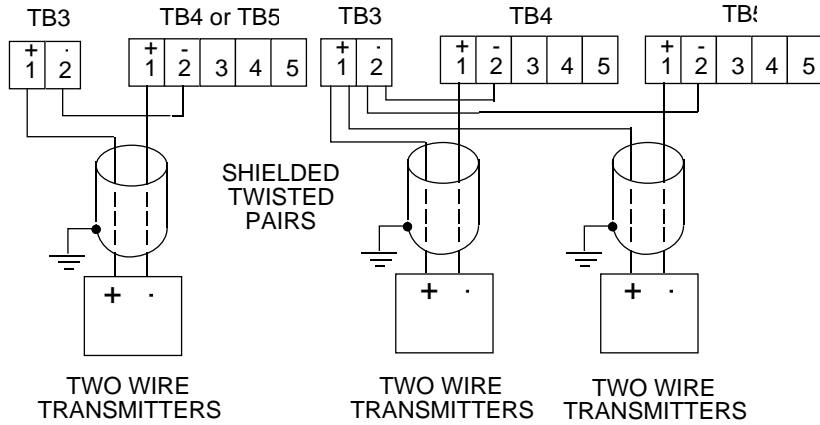 TB3 TB4 or TB5 TB3 TB4 TB5
+ · + - + · + - + -
1 2 1 2 3 4 5 1 2 1 2 3 4 5 1 2 3 4 5
SHIELDED
TWISTED
PAIRS
+ · + · + ·
TWO WIRE
TRANSMITTERS
TWO WIRE
TRANSMITTERS
TWO WIRE
TRANSMITTERS